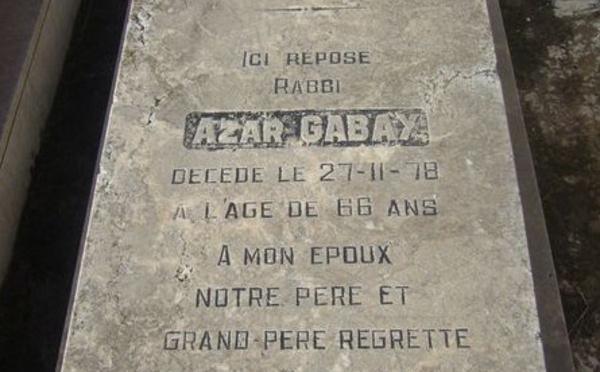 ICI REPOSE
RABBI
AZAR GABAY
DECEDE LE 27-11-78
A L'AGE DE 66 ANS
A MON EPOUX
NOTRE PERE ET
GRAND-PERE REGRETTE